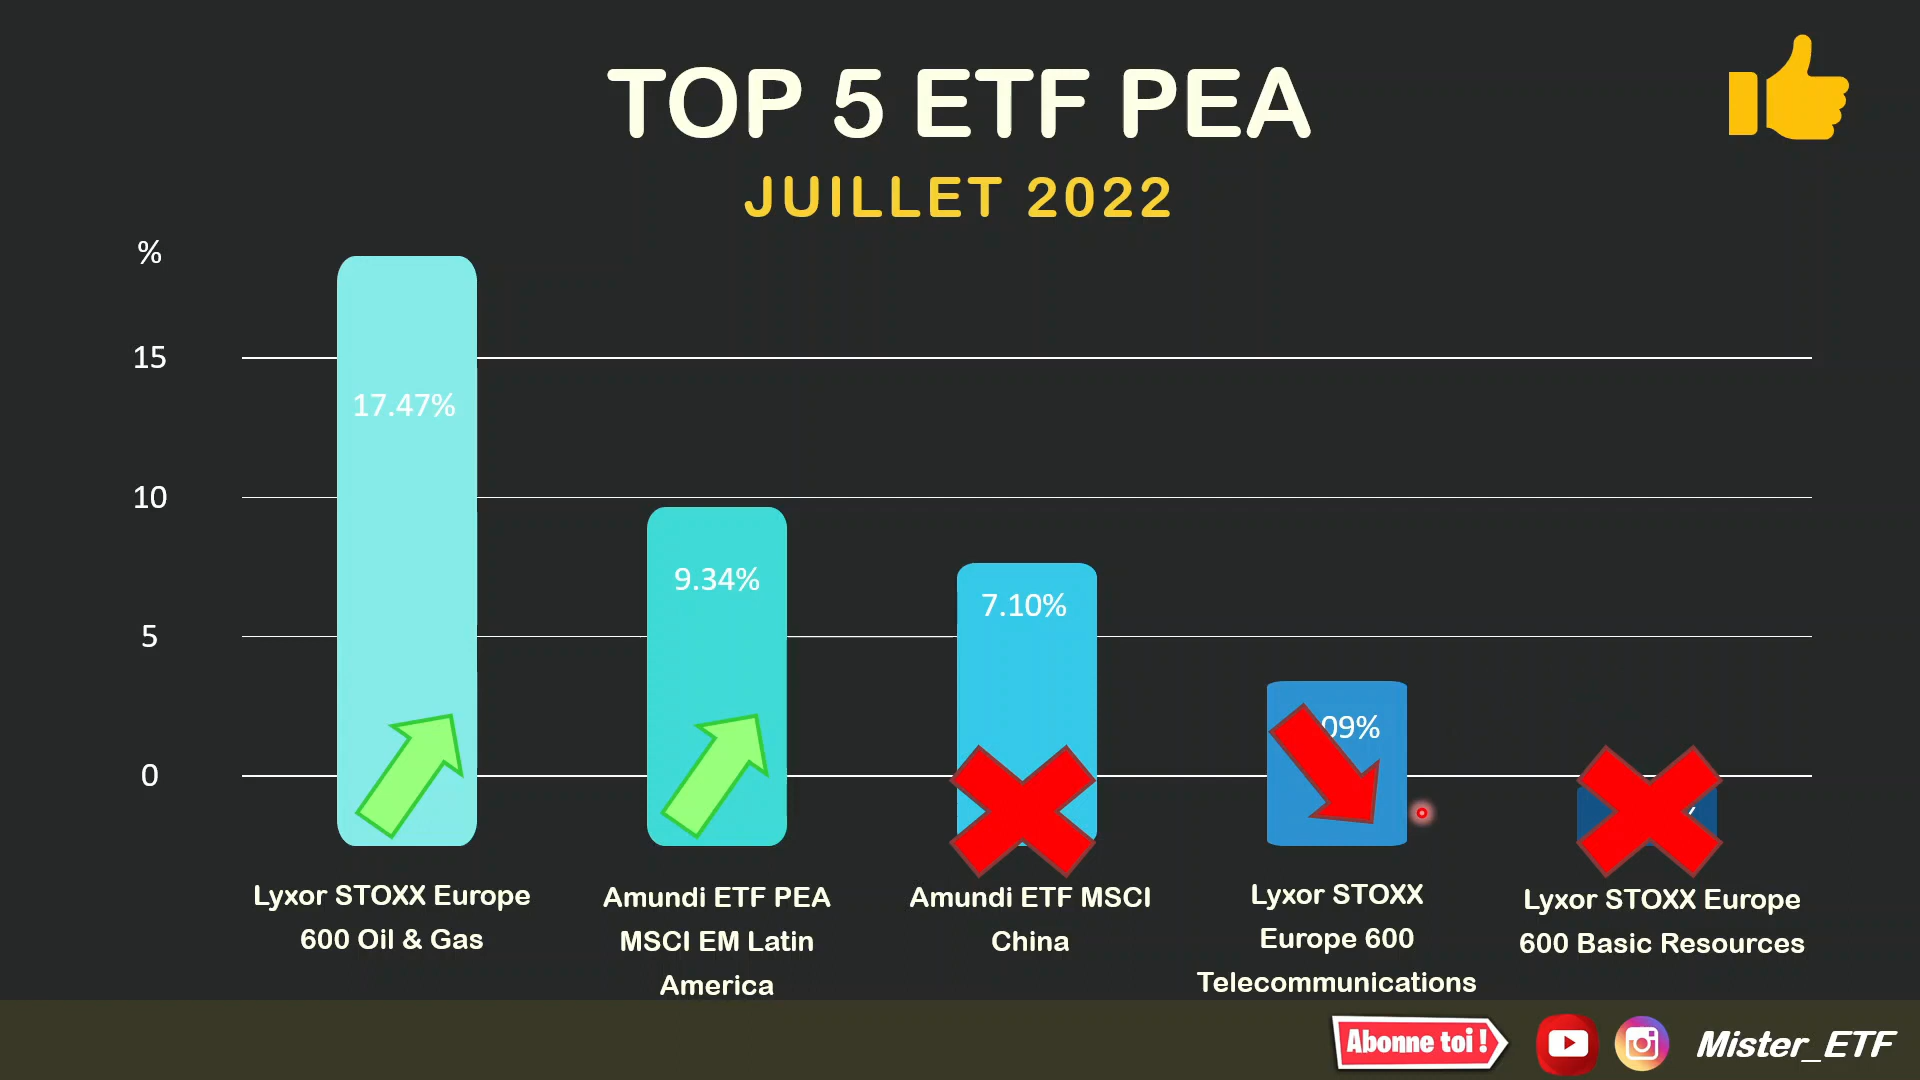 TOP 5 ETF PEA
JUILLET 2022
%
15
10
5
0
17.47%
9.34%
7.10%
09%
Lyxor STOXX Europe
600 Oil & Gas
Amundi ETF PEA
MSCI EM Latin
America
Amundi ETF MSCI
China
Lyxor STOXX
Europe 600
Telecommunications
Lyxor STOXX Europe
600 Basic Resources
Abonne toi !
Mister_ETF